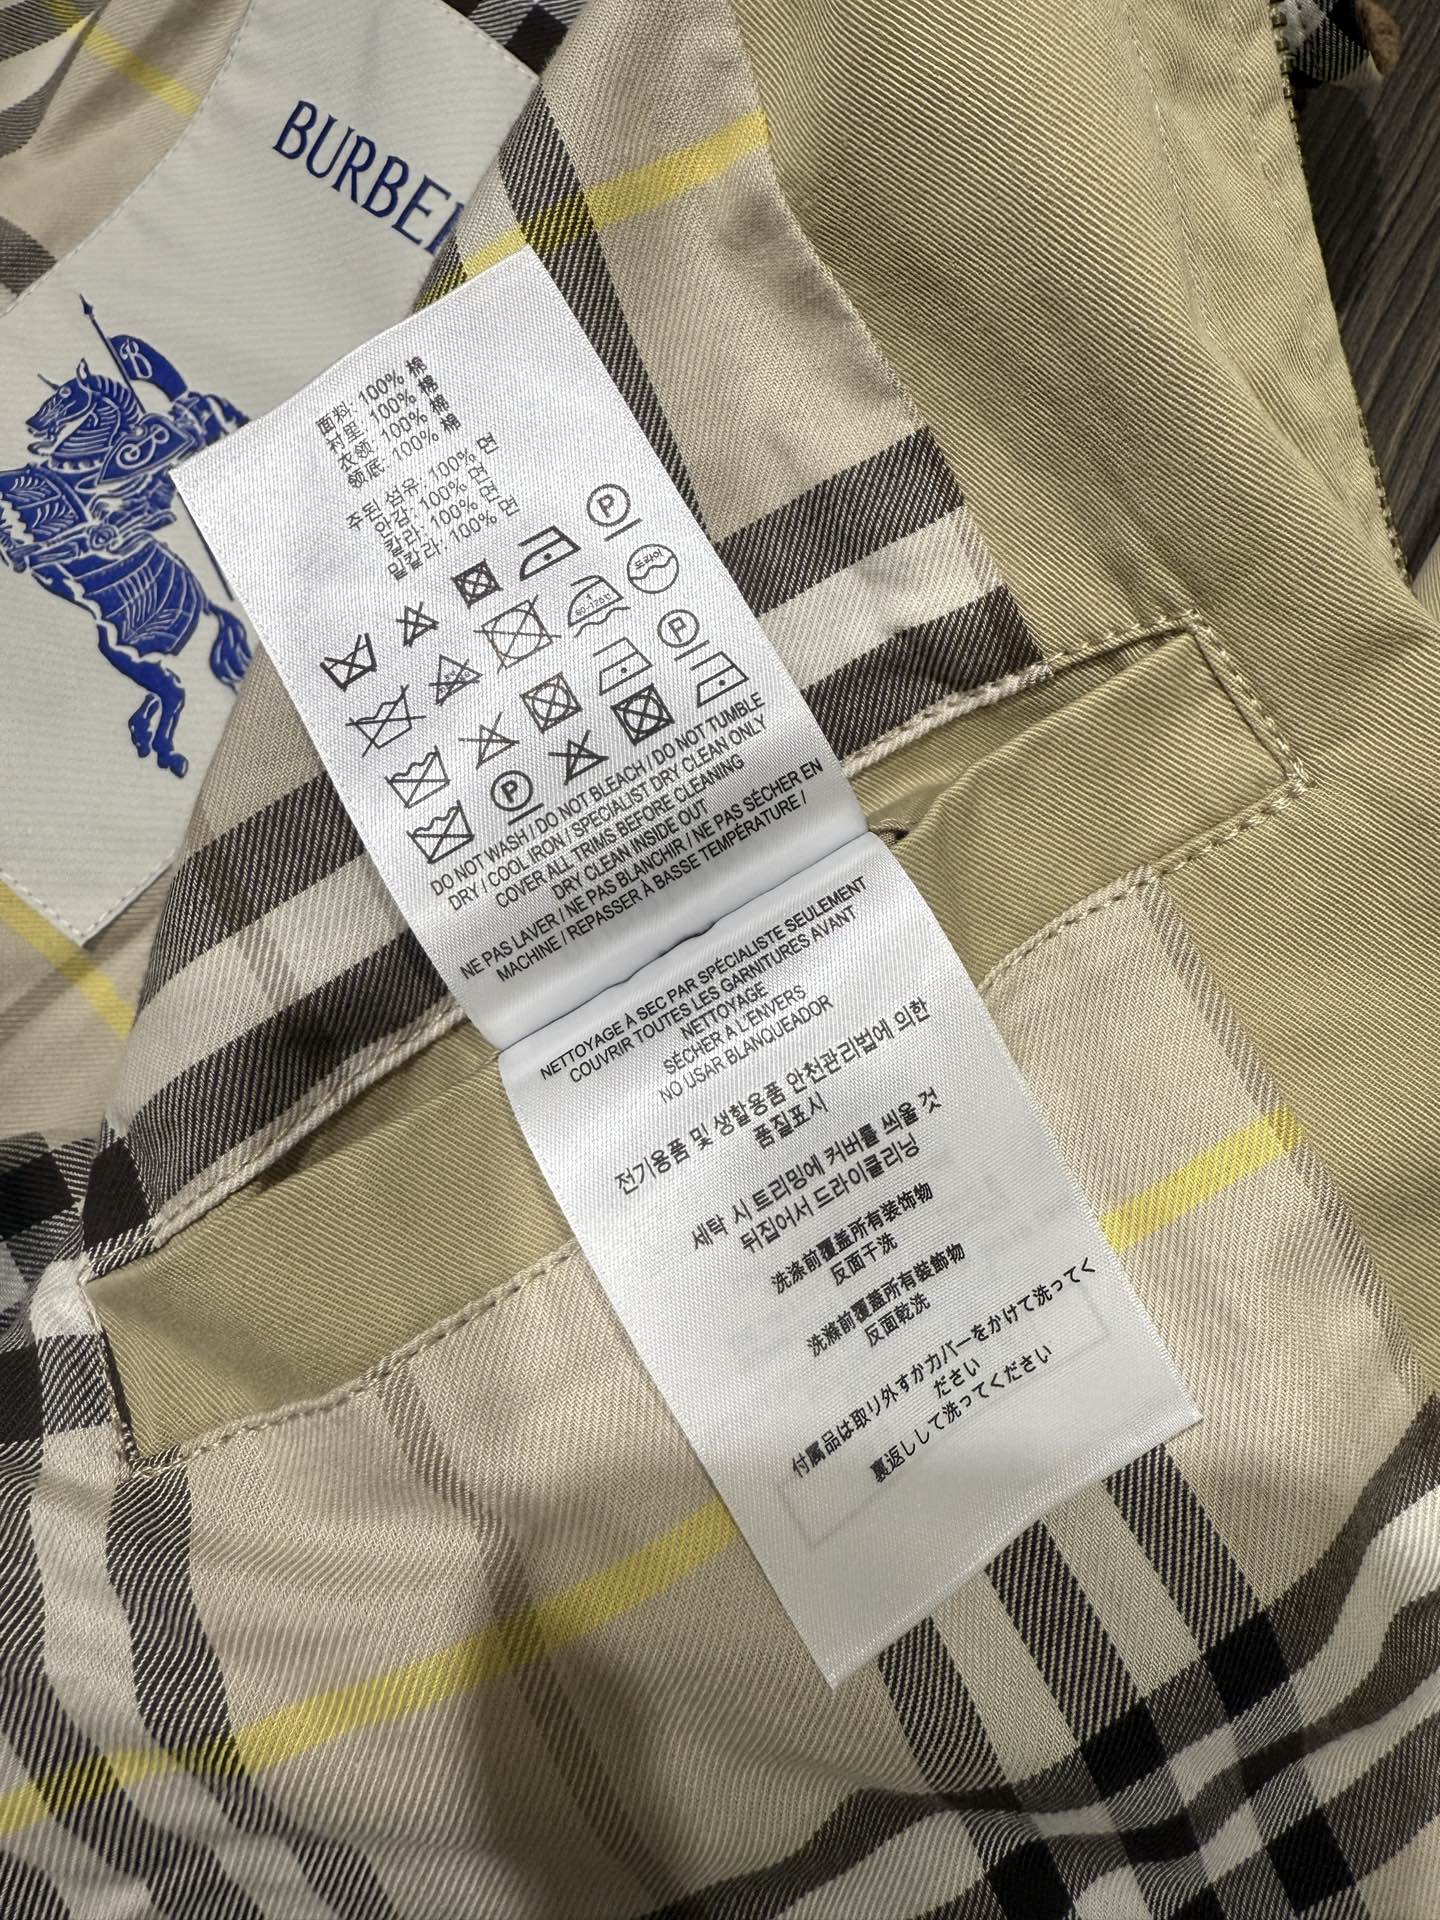 BURBE
B
面料: 100% 棉
衬里: 100% 棉
衣领: 100% 棉
领底: 100% 棉
주된 섬유: 100% 면
안감: 100% 면
칼라: 100% 면
밑칼라: 100% 면
P
드라이
P
P
DO NOT WASH / DO NOT BLEACH / DO NOT TUMBLE
DRY / COOL IRON / SPECIALIST DRY CLEAN ONLY
COVER ALL TRIMS BEFORE CLEANING
DRY CLEAN INSIDE OUT
NE PAS LAVER / NE PAS BLANCHIR / NE PAS SÉCHER EN
MACHINE / REPASSER À BASSE TEMPÉRATURE /
NETTOYAGE À SEC PAR SPÉCIALISTE SEULEMENT
COUVRIR TOUTES LES GARNITURES AVANT
NETTOYAGE
SÉCHER A L'ENVERS
NO USAR BLANQUEADOR
전기용품 및 생활용품 안천관리법에 의한
품질표시
세탁 시 트리밍에 커버를 씌울 것
뒤집어서 드라이클리닝
洗涤前覆盖所有装饰物
反面干洗
洗滌前覆蓋所有裝飾物
反面乾洗
付属品は取り外すかカバーをかけて洗ってく
ださい
裏返しして洗ってください